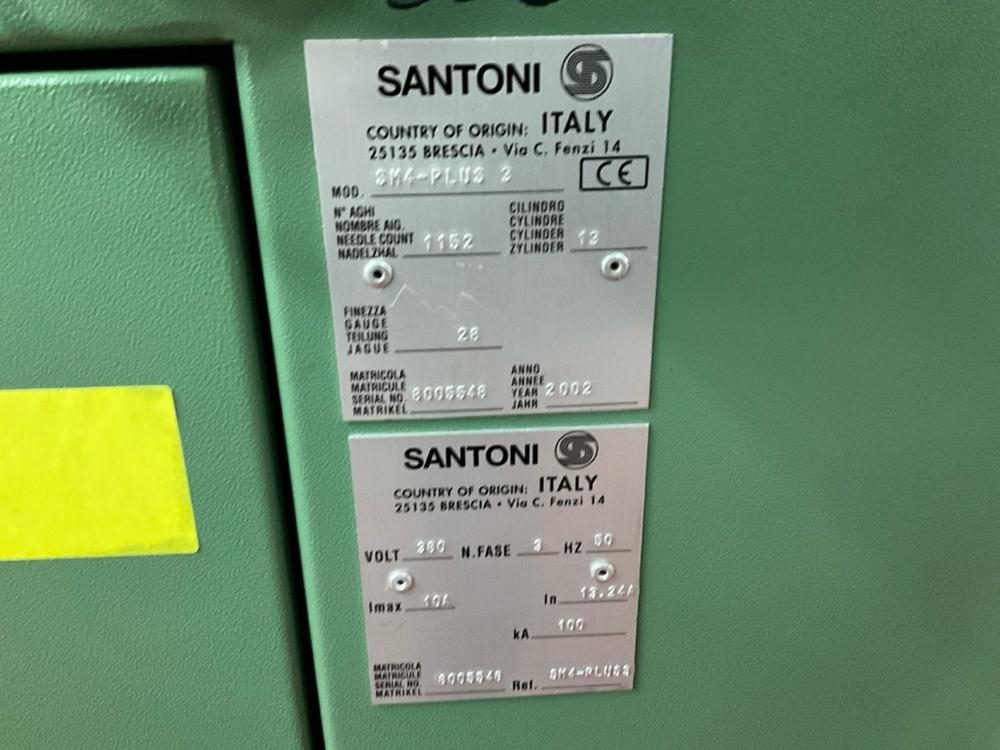 SANTONI
COUNTRY OF ORIGIN: ITALY
25135 BRESCIA • Via C. Fenzi 14
MOD. SM4-PLUS 3 CE
N° AGHI
NOMBRE AIG.
NEEDLE COUNT 1152
NADELZHAL
CILINDRO
CYLINDRE
CYLINDER 13
ZYLINDER
FINEZZA
GAUGE
TEILUNG 28
JAGUE
MATRICOLA
MATRICULE
SERIAL NO. 8005548
MATRIKEL
ANNO
ANNEE
YEAR 2002
JAHR
SANTONI
COUNTRY OF ORIGIN: ITALY
25135 BRESCIA • Via C. Fenzi 14
VOLT 380 N.FASE 3 HZ 50
Imax 10A In 13.24A
kA 100
MATRICOLA
MATRICULE
SERIAL NO. 8005548
MATRIKEL
Ref. SM4-PLUS3